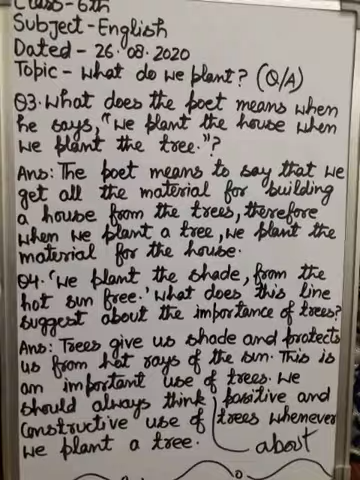 Class-6th
Subject-English
Dated-26.08.2020
Topic-What do we plant? (Q/A)
Q3. What does the poet means when
he says, "We plant the house when
we plant the tree."?
Ans: The poet means to say that we
get all the material for building
a house from the trees, therefore
when we plant a tree, we plant the
material for the house.
Q4. 'We plant the shade, from the
hot sun free.' What does this line
suggest about the importance of trees?
Ans: Trees give us shade and protects
us from hot rays of the sun. This is
an important use of trees. We
should always think positive and
constructive use of trees whenever
we plant a tree. about